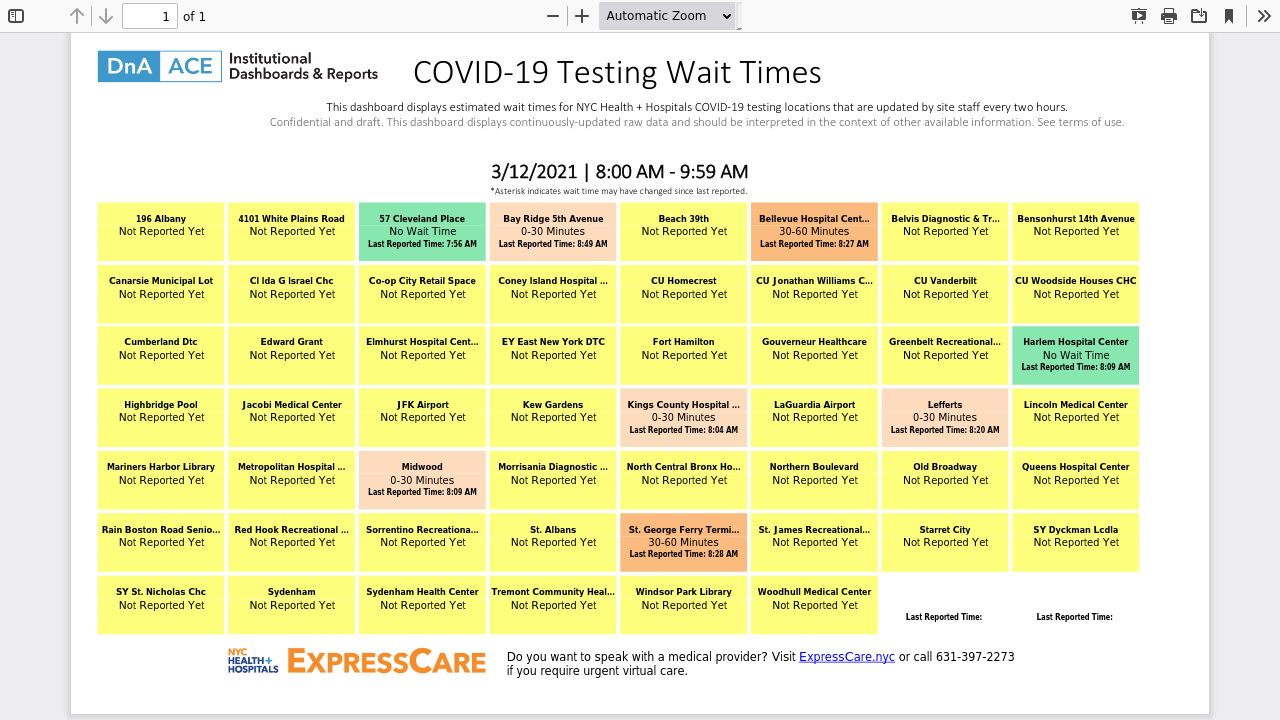 1 of 1
Automatic Zoom
DnA ACE Institutional
Dashboards & Reports
COVID-19 Testing Wait Times
This dashboard displays estimated wait times for NYC Health + Hospitals COVID-19 testing locations that are updated by site staff every two hours.
Confidential and draft. This dashboard displays continuously-updated raw data and should be interpreted in the context of other available information. See terms of use.
3/12/2021 | 8:00 AM - 9:59 AM
*Asterisk indicates wait time may have changed since last reported.
196 Albany
Not Reported Yet
4101 White Plains Road
Not Reported Yet
57 Cleveland Place
No Wait Time
Last Reported Time: 7:56 AM
Bay Ridge 5th Avenue
0-30 Minutes
Last Reported Time: 8:49 AM
Beach 39th
Not Reported Yet
Bellevue Hospital Cent...
30-60 Minutes
Last Reported Time: 8:27 AM
Belvis Diagnostic & Tr...
Not Reported Yet
Bensonhurst 14th Avenue
Not Reported Yet
Canarsie Municipal Lot
Not Reported Yet
CI Ida G Israel Chc
Not Reported Yet
Co-op City Retail Space
Not Reported Yet
Coney Island Hospital ...
Not Reported Yet
CU Homecrest
Not Reported Yet
CU Jonathan Williams C...
Not Reported Yet
CU Vanderbilt
Not Reported Yet
CU Woodside Houses CHC
Not Reported Yet
Cumberland Dtc
Not Reported Yet
Edward Grant
Not Reported Yet
Elmhurst Hospital Cent...
Not Reported Yet
EY East New York DTC
Not Reported Yet
Fort Hamilton
Not Reported Yet
Gouverneur Healthcare
Not Reported Yet
Greenbelt Recreational...
Not Reported Yet
Harlem Hospital Center
No Wait Time
Last Reported Time: 8:09 AM
Highbridge Pool
Not Reported Yet
Jacobi Medical Center
Not Reported Yet
JFK Airport
Not Reported Yet
Kew Gardens
Not Reported Yet
Kings County Hospital ...
0-30 Minutes
Last Reported Time: 8:04 AM
LaGuardia Airport
Not Reported Yet
Lefferts
0-30 Minutes
Last Reported Time: 8:20 AM
Lincoln Medical Center
Not Reported Yet
Mariners Harbor Library
Not Reported Yet
Metropolitan Hospital ...
Not Reported Yet
Midwood
0-30 Minutes
Last Reported Time: 8:09 AM
Morrisania Diagnostic ...
Not Reported Yet
North Central Bronx Ho...
Not Reported Yet
Northern Boulevard
Not Reported Yet
Old Broadway
Not Reported Yet
Queens Hospital Center
Not Reported Yet
Rain Boston Road Senio...
Not Reported Yet
Red Hook Recreational ...
Not Reported Yet
Sorrentino Recreationa...
Not Reported Yet
St. Albans
Not Reported Yet
St. George Ferry Termi...
30-60 Minutes
Last Reported Time: 8:28 AM
St. James Recreational...
Not Reported Yet
Starret City
Not Reported Yet
SY Dyckman Lcdla
Not Reported Yet
SY St. Nicholas Chc
Not Reported Yet
Sydenham
Not Reported Yet
Sydenham Health Center
Not Reported Yet
Tremont Community Heal...
Not Reported Yet
Windsor Park Library
Not Reported Yet
Woodhull Medical Center
Not Reported Yet
Last Reported Time:
Last Reported Time:
NYC
HEALTH+
HOSPITALS
EXPRESSCARE
Do you want to speak with a medical provider? Visit ExpressCare.nyc or call 631-397-2273
if you require urgent virtual care.